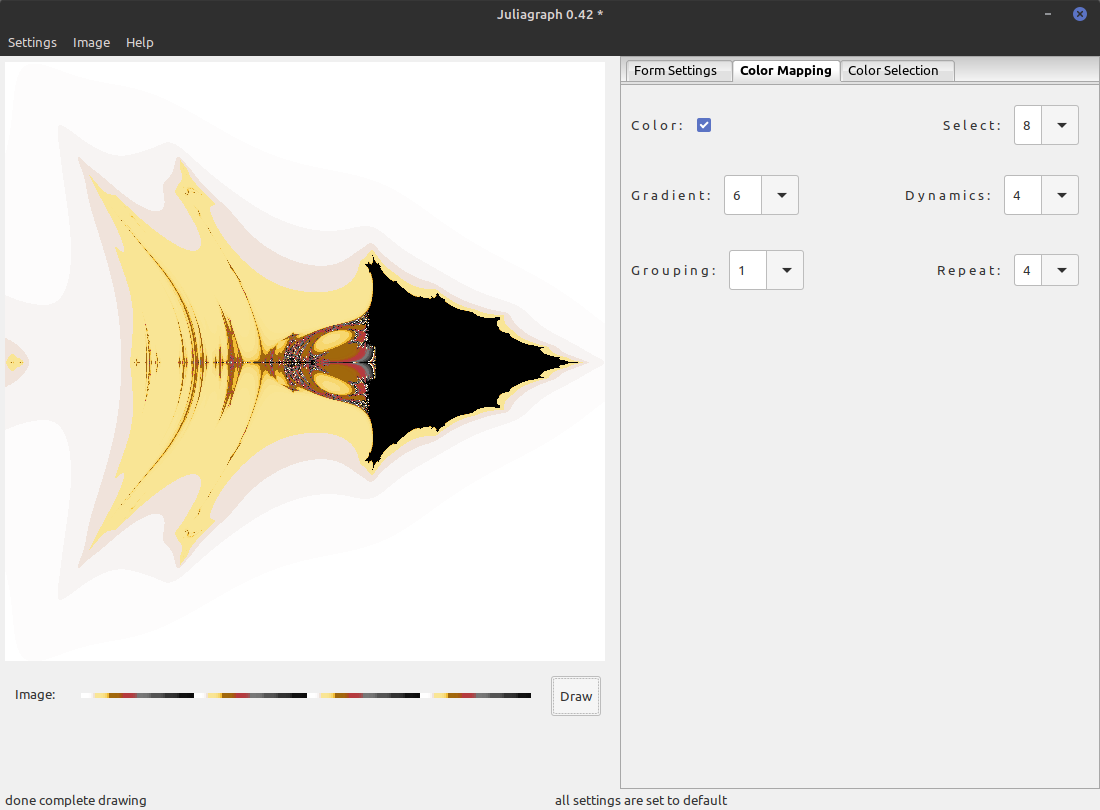 Juliagraph 0.42 *
Settings Image Help
Form Settings Color Mapping Color Selection
Color: Select: 8
Gradient: 6 Dynamics: 4
Grouping: 1 Repeat: 4
Image: Draw
done complete drawing all settings are set to default